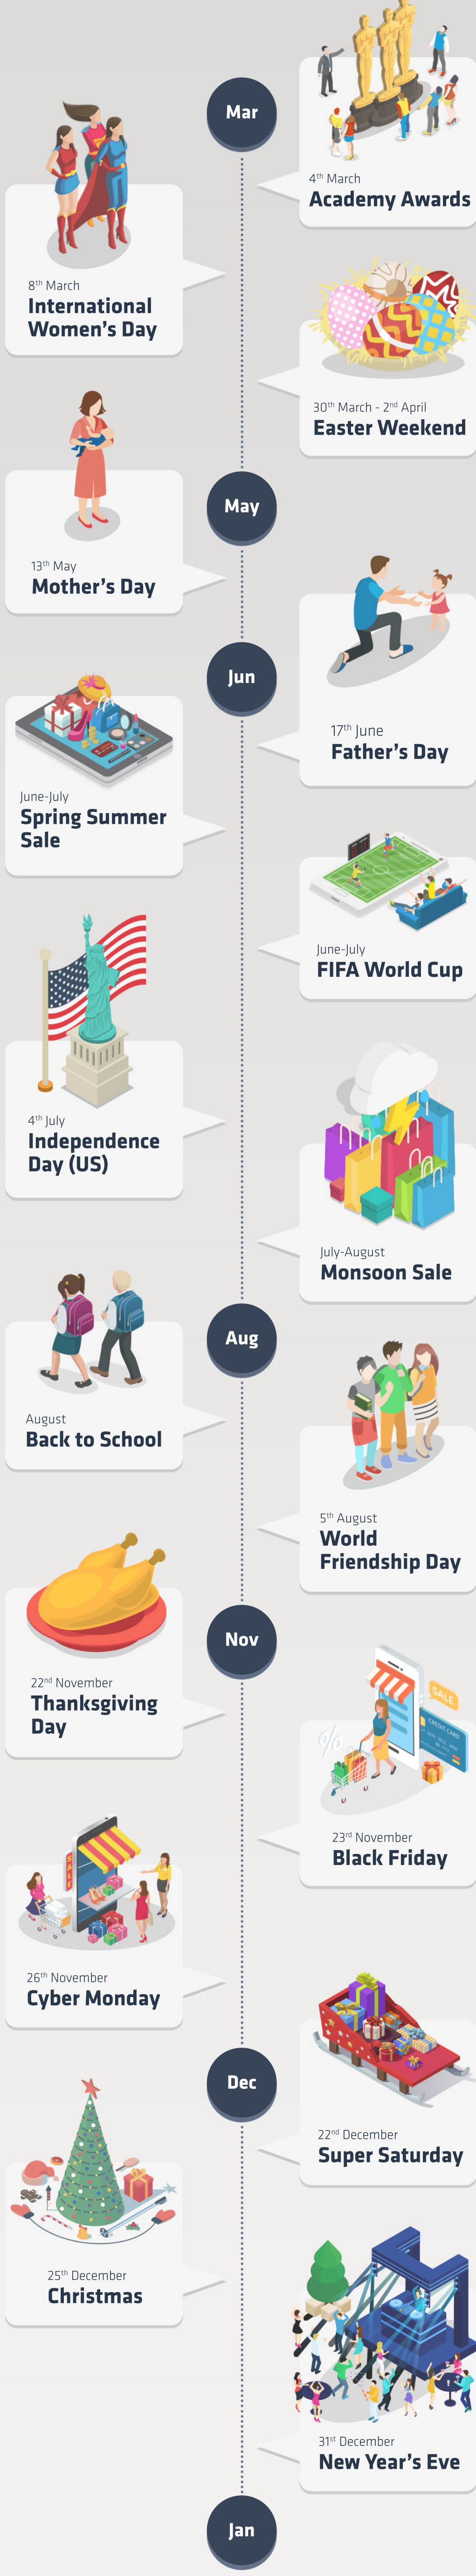 Mar
4th March
Academy Awards
8th March
International
Women's Day
30th March - 2nd April
Easter Weekend
May
13th May
Mother's Day
Jun
17th June
Father's Day
June-July
Spring Summer
Sale
June-July
FIFA World Cup
4th July
Independence
Day (US)
July-August
Monsoon Sale
Aug
August
Back to School
5th August
World
Friendship Day
Nov
22nd November
Thanksgiving
Day
SALE
CREDIT CARD
%
23rd November
Black Friday
SALE
26th November
Cyber Monday
Dec
22nd December
Super Saturday
25th December
Christmas
31st December
New Year's Eve
Jan